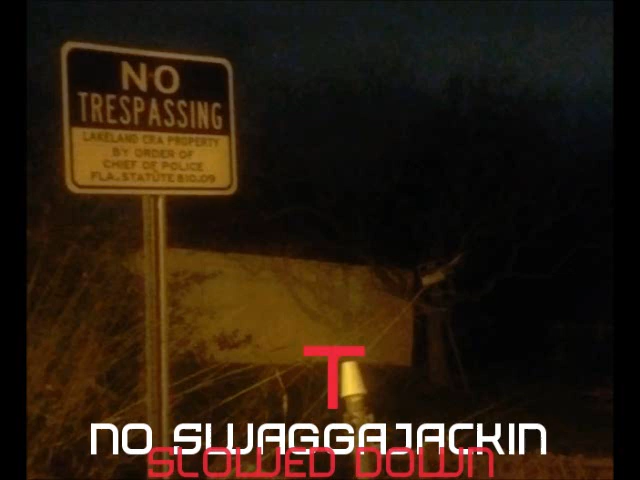 NO
TRESPASSING
LAKELAND CRA PROPERTY
BY ORDER OF
CHIEF OF POLICE
FLA. STATUTE 810.09
T
NO SWAGGAJACKIN
SLOWED DOWN